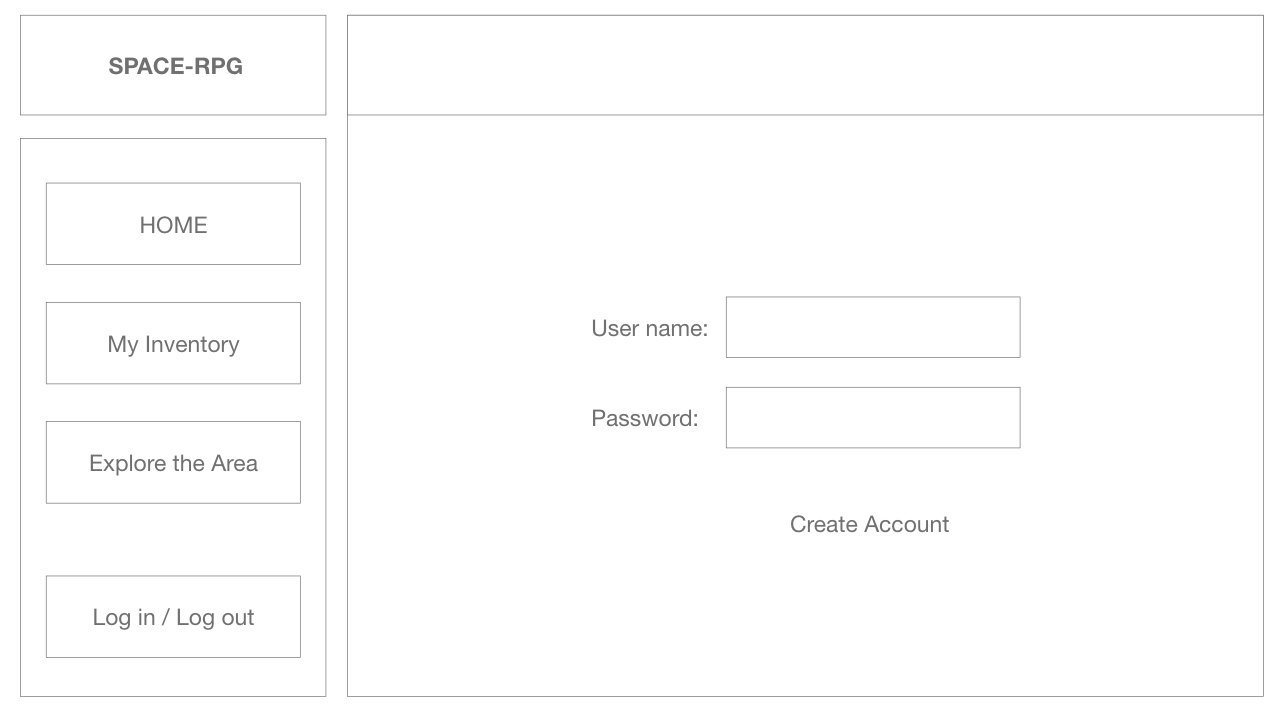 SPACE-RPG
HOME
My Inventory
Explore the Area
Log in / Log out
User name:
Password:
Create Account